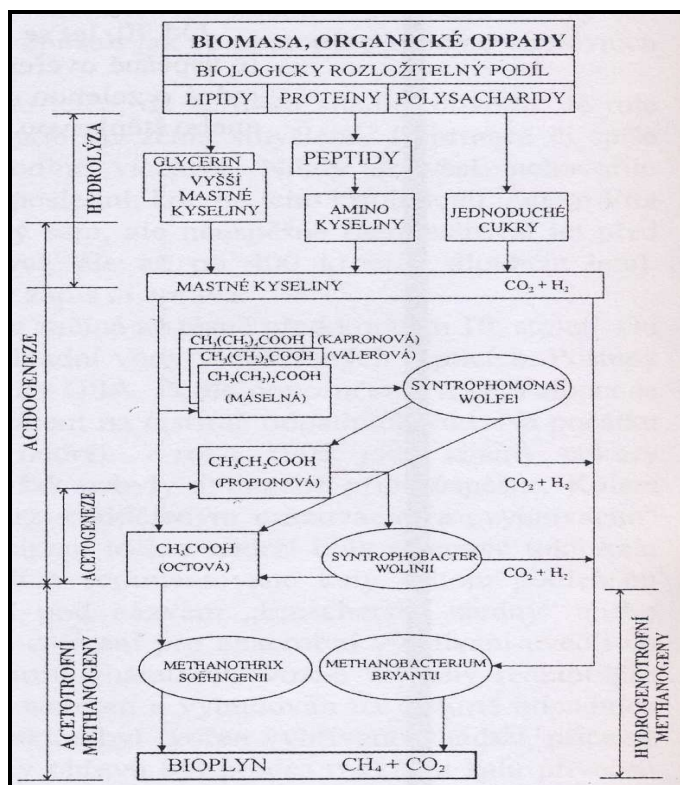 BIOMASA, ORGANICKÉ ODPADY
BIOLOGICKY ROZLOŽITELNÝ PODÍL
LIPIDY
PROTEINY
POLYSACHARIDY
HYDROLÝZA
GLYCERIN
VYŠŠÍ
MASTNÉ
KYSELINY
PEPTIDY
AMINO
KYSELINY
JEDNODUCHÉ
CUKRY
ACIDOGENEZE
MASTNÉ KYSELINY
CO₂ + H₂
CH₃(CH₂)₄COOH (KAPRONOVÁ)
CH₃(CH₂)₃COOH (VALEROVÁ)
CH₃(CH₂)₂COOH
(MÁSELNÁ)
SYNTROPHOMONAS
WOLFEI
CH₃CH₂COOH
(PROPIONOVÁ)
CO₂ + H₂
ACETOGENEZE
CH₃COOH
(OCTOVÁ)
SYNTROPHOBACTER
WOLINII
CO₂ + H₂
ACETOTROFNÍ
METHANOGENY
METHANOTHRIX
SOËHNGENII
METHANOBACTERIUM
BRYANTII
HYDROGENOTROFNÍ
METHANOGENY
BIOPLYN
CH₄ + CO₂